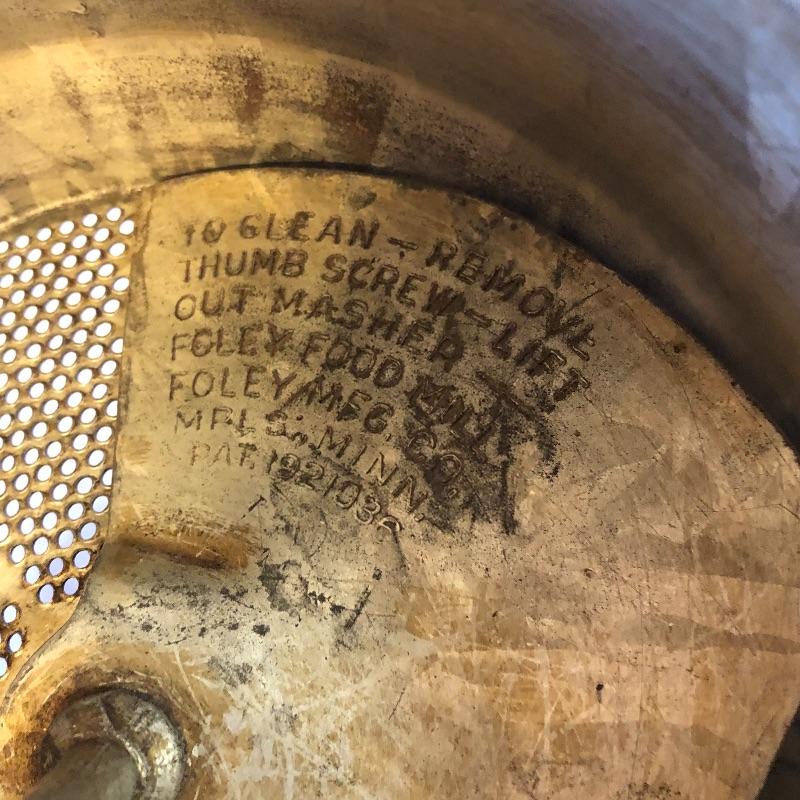 TO CLEAN - REMOVE
THUMB SCREW - LIFT
OUT MASHER
FOLEY FOOD MILL
FOLEY MFG. CO.
MPLS., MINN.
PAT. 1921036